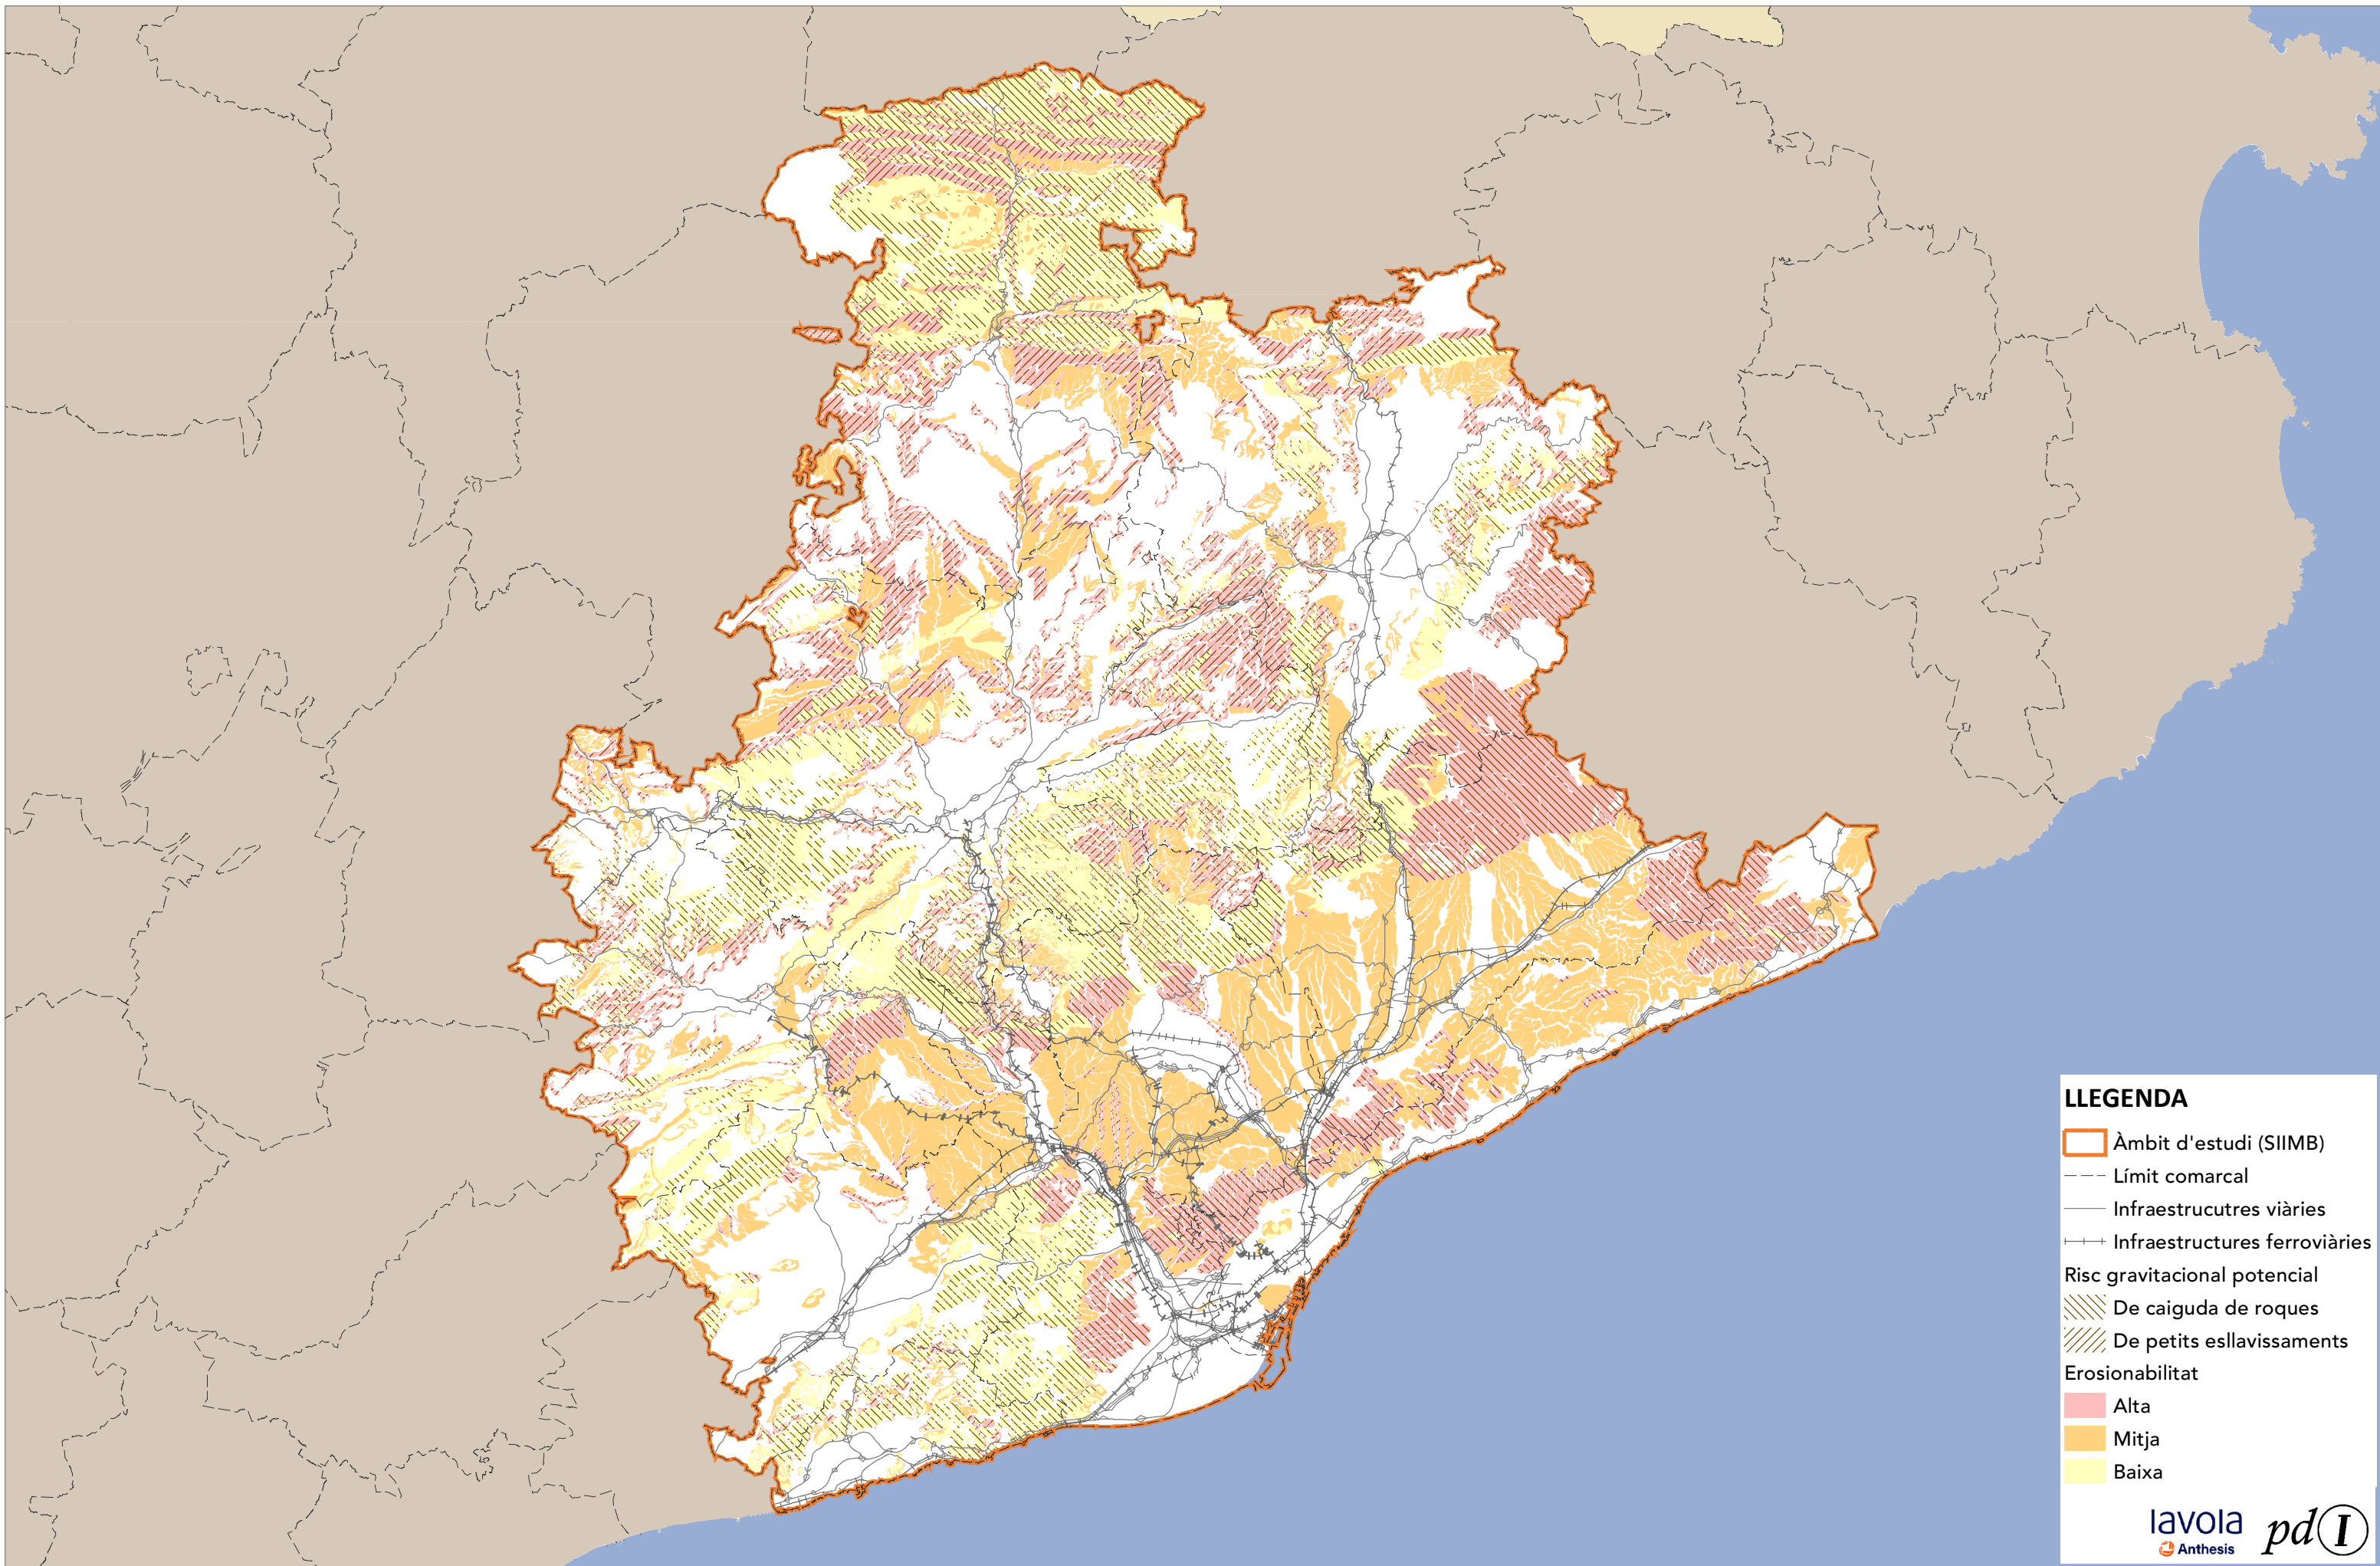 LLEGENDA
Àmbit d'estudi (SIIMB)
Límit comarcal
Infraestrucutres viàries
Infraestructures ferroviàries
Risc gravitacional potencial
De caiguda de roques
De petits esllavissaments
Erosionabilitat
Alta
Mitja
Baixa
lavola
Anthesis
pdI